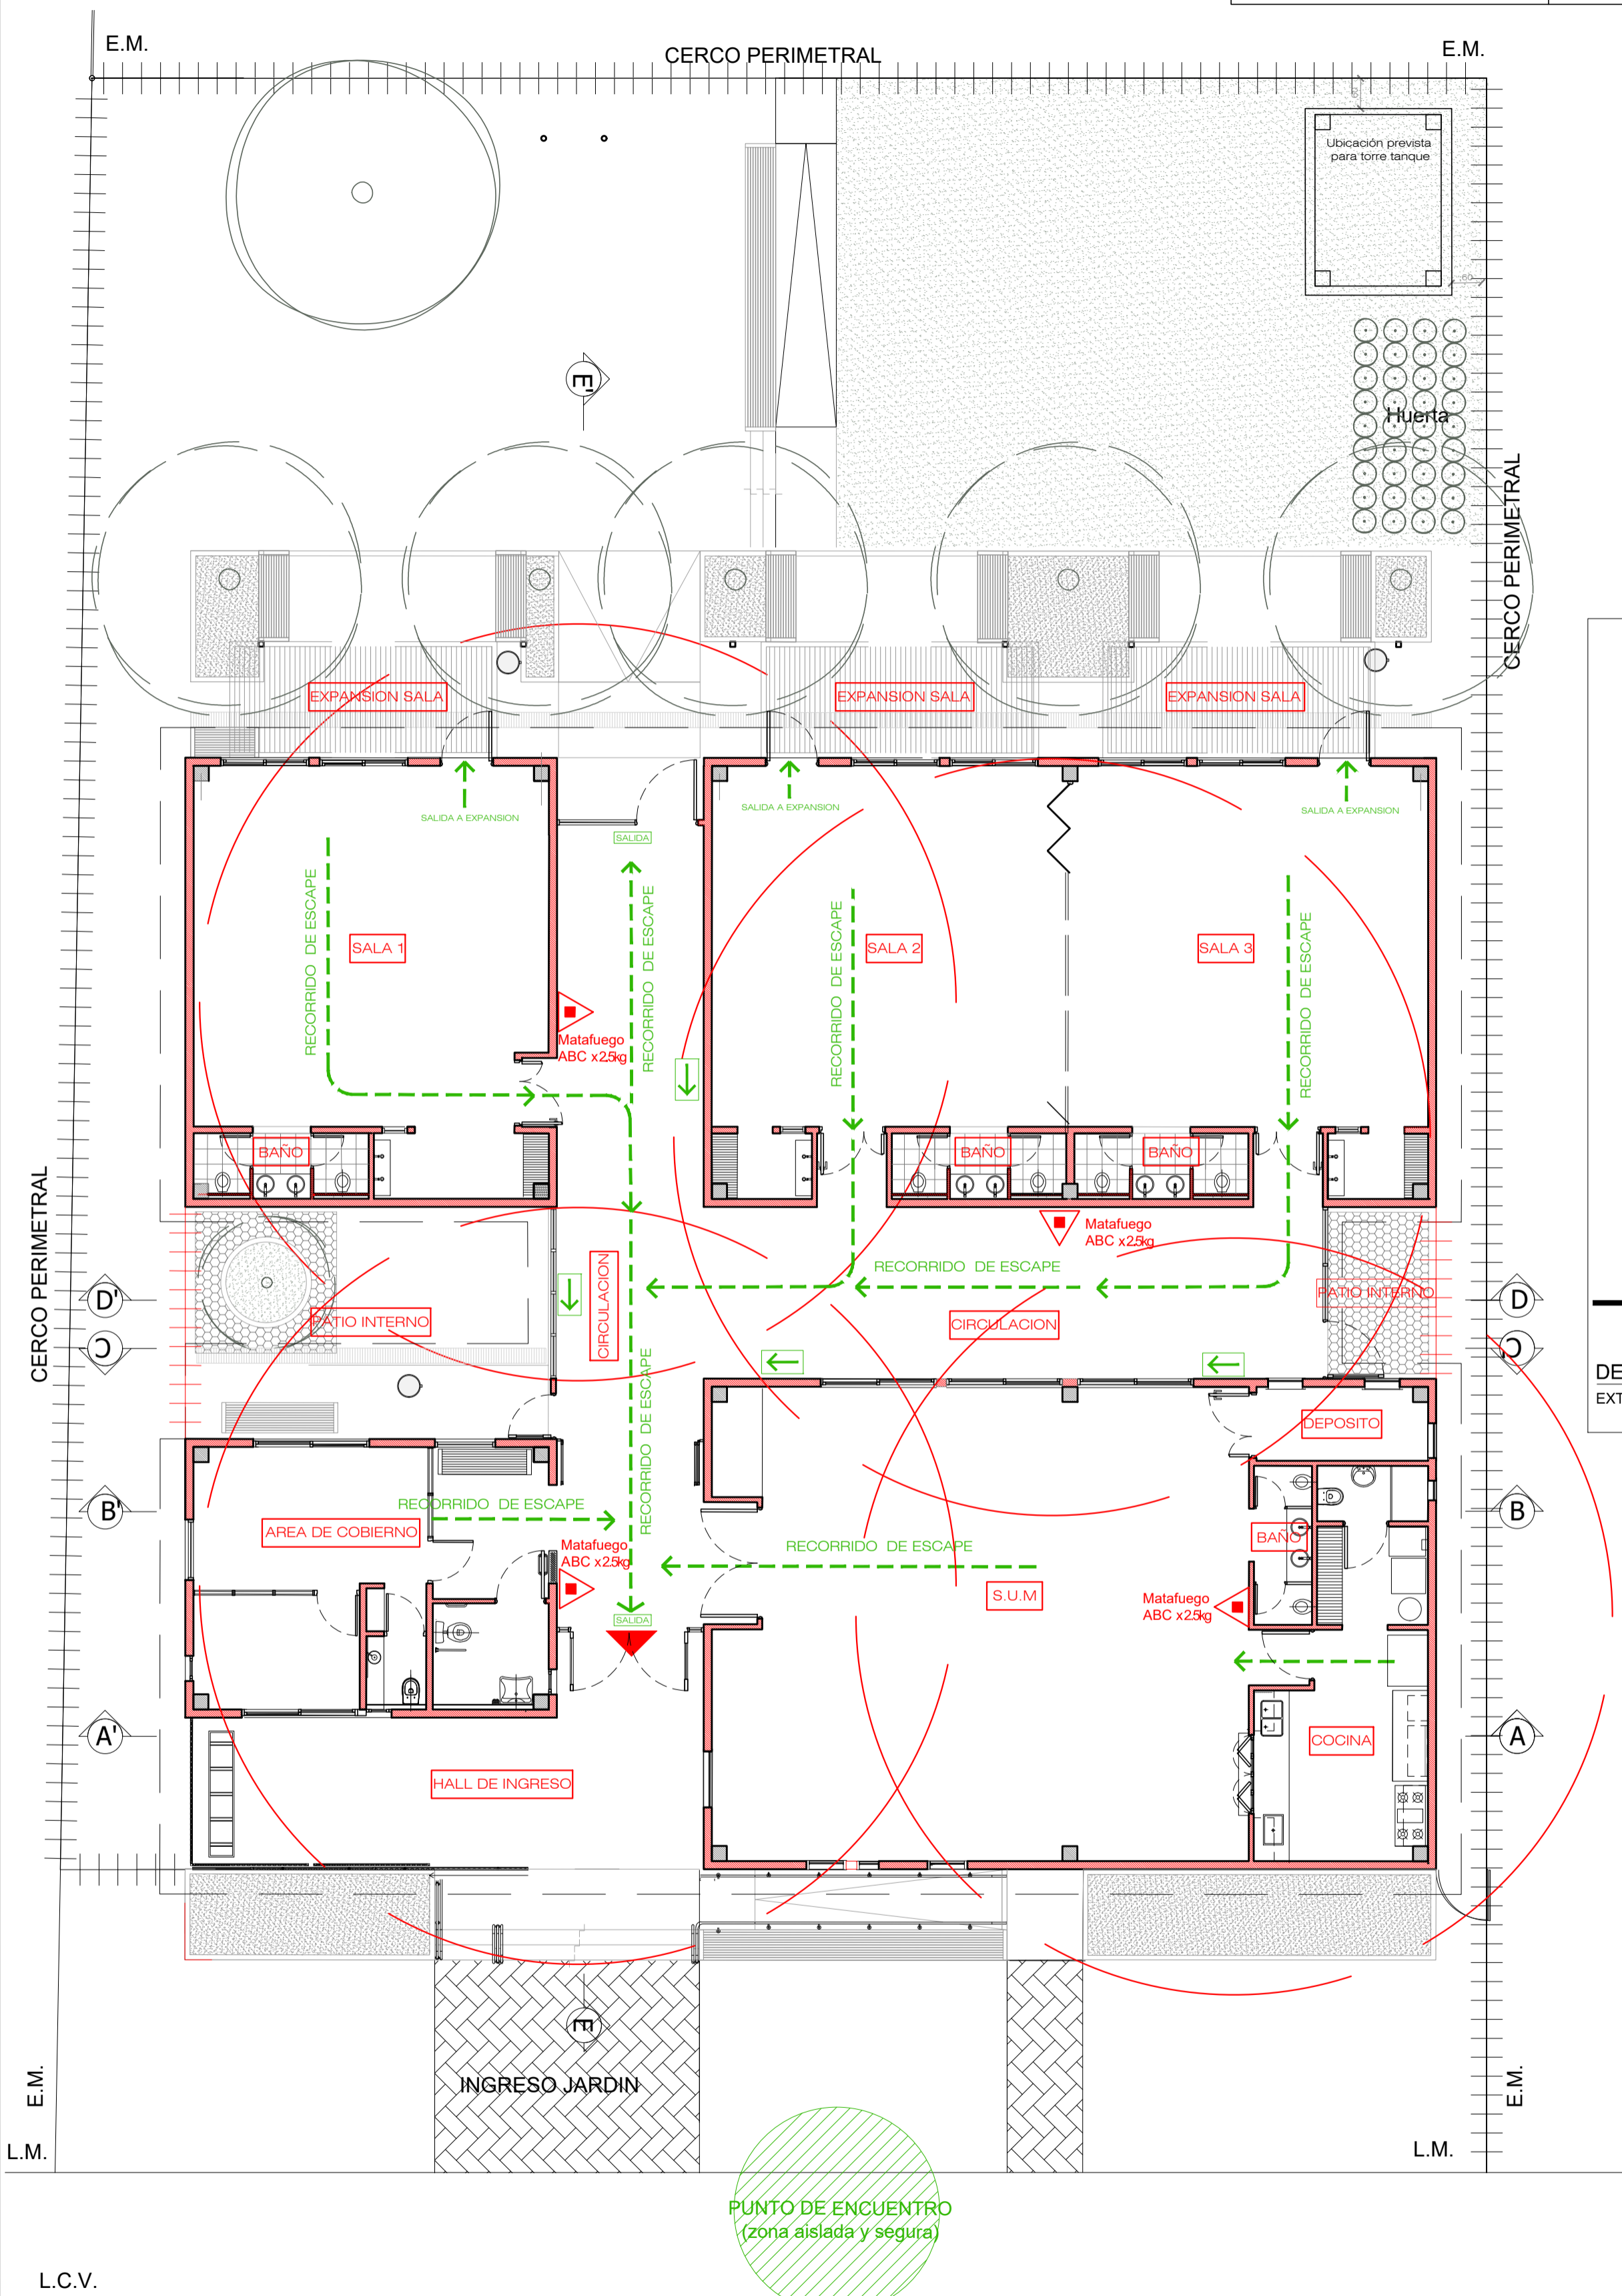 E.M.
CERCO PERIMETRAL
E.M.
60
Ubicación prevista
para torre tanque
60
E'
Huerta
CERCO PERIMETRAL
EXPANSION SALA
EXPANSION SALA
EXPANSION SALA
SALIDA A EXPANSION
SALIDA A EXPANSION
SALIDA A EXPANSION
SALIDA
RECORRIDO DE ESCAPE
RECORRIDO DE ESCAPE
RECORRIDO DE ESCAPE
RECORRIDO DE ESCAPE
SALA 1
SALA 2
SALA 3
Matafuego
ABC x2.5kg
BAÑO
BAÑO
BAÑO
CERCO PERIMETRAL
Matafuego
ABC x2.5kg
CIRCULACION
RECORRIDO DE ESCAPE
D'
PATIO INTERNO
CIRCULACION
PATIO INTERNO
D
C
C
DE
EXT
RECORRIDO DE ESCAPE
DEPOSITO
B'
RECORRIDO DE ESCAPE
B
AREA DE COBIERNO
Matafuego
ABC x2.5kg
RECORRIDO DE ESCAPE
BAÑO
S.U.M
Matafuego
ABC x2.5kg
SALIDA
A'
COCINA
A
HALL DE INGRESO
E
INGRESO JARDIN
E.M.
E.M.
L.M.
L.M.
PUNTO DE ENCUENTRO
(zona aislada y segura)
L.C.V.